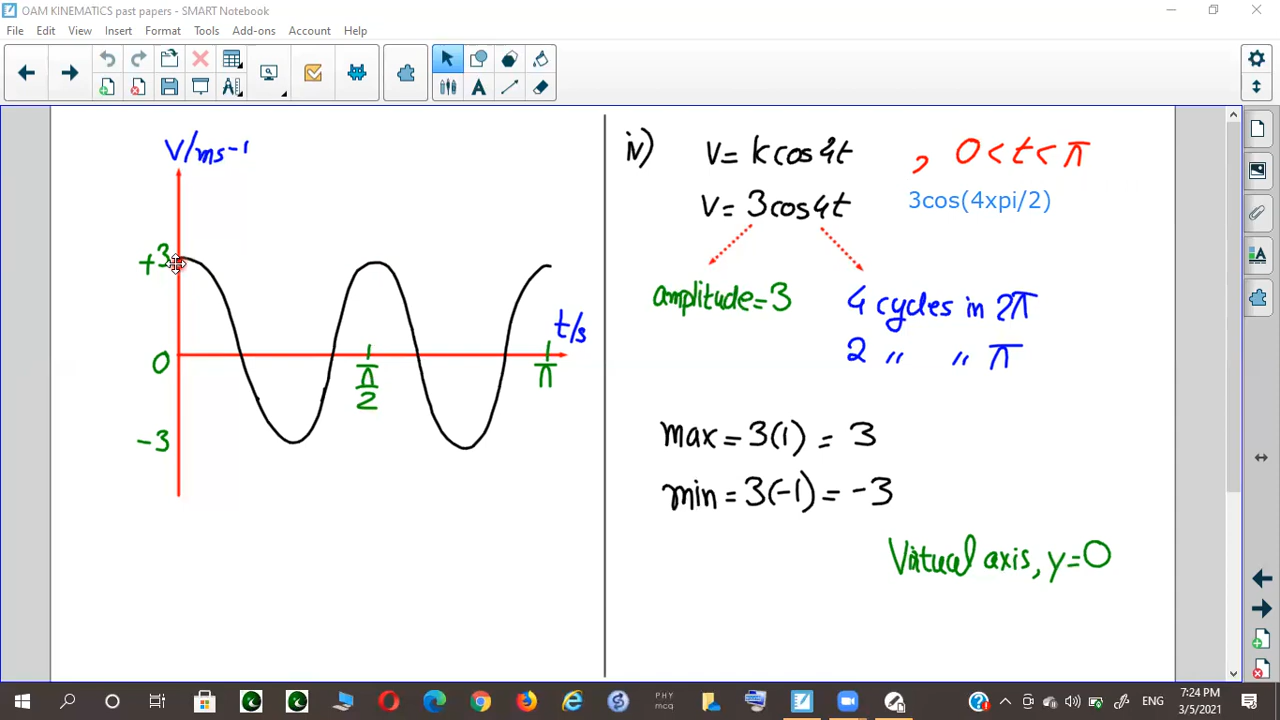 OAM KINEMATICS past papers - SMART Notebook
File Edit View Insert Format Tools Add-ons Account Help
V/ms-1
+3
0
-3
π
2
π
t/s
iv) V= kcos4t , 0<t<π
V= 3cos4t 3cos(4xpi/2)
amplitude=3
4 cycles in 2π
2 〃 〃 π
max = 3(1) = 3
min = 3(-1) = -3
Virtual axis, y=0
PHY
mcq
ENG
7:24 PM
3/5/2021